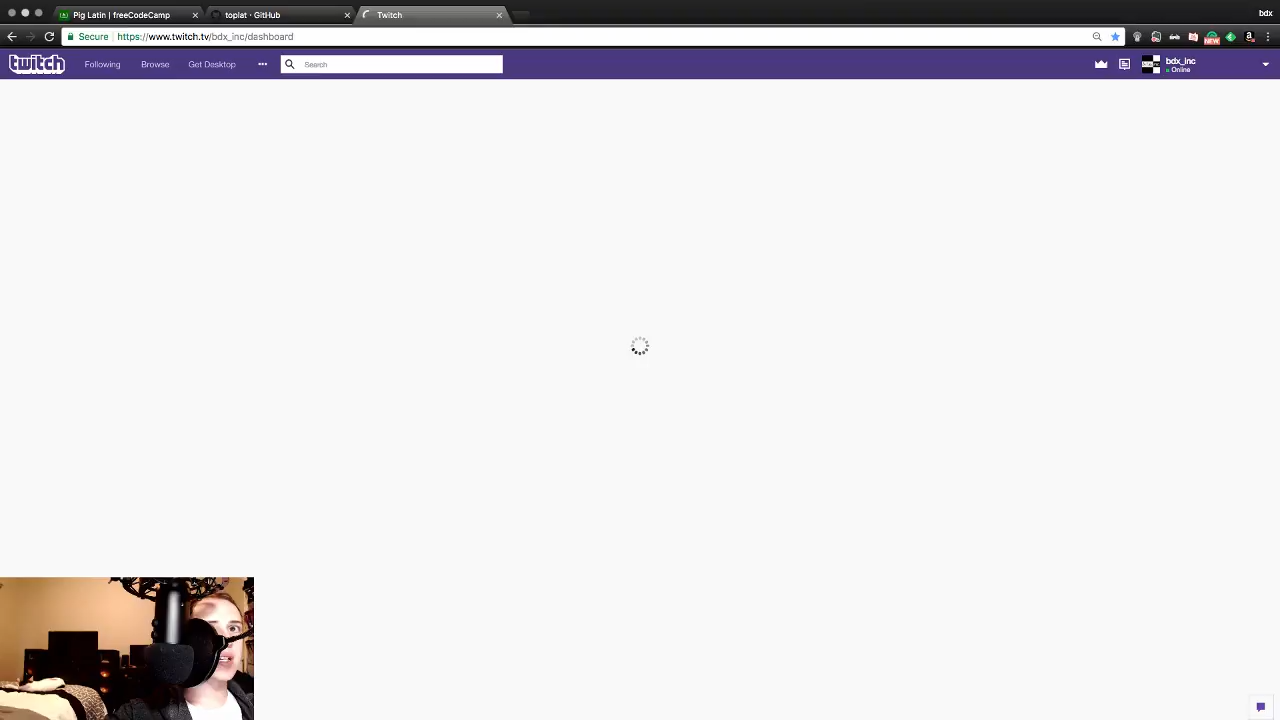 Pig Latin | freeCodeCamp
toplat · GitHub
Twitch
bdx
Secure
https://www.twitch.tv/bdx_inc/dashboard
NEW
twitch
Following
Browse
Get Desktop
Search
bdx_inc
Online